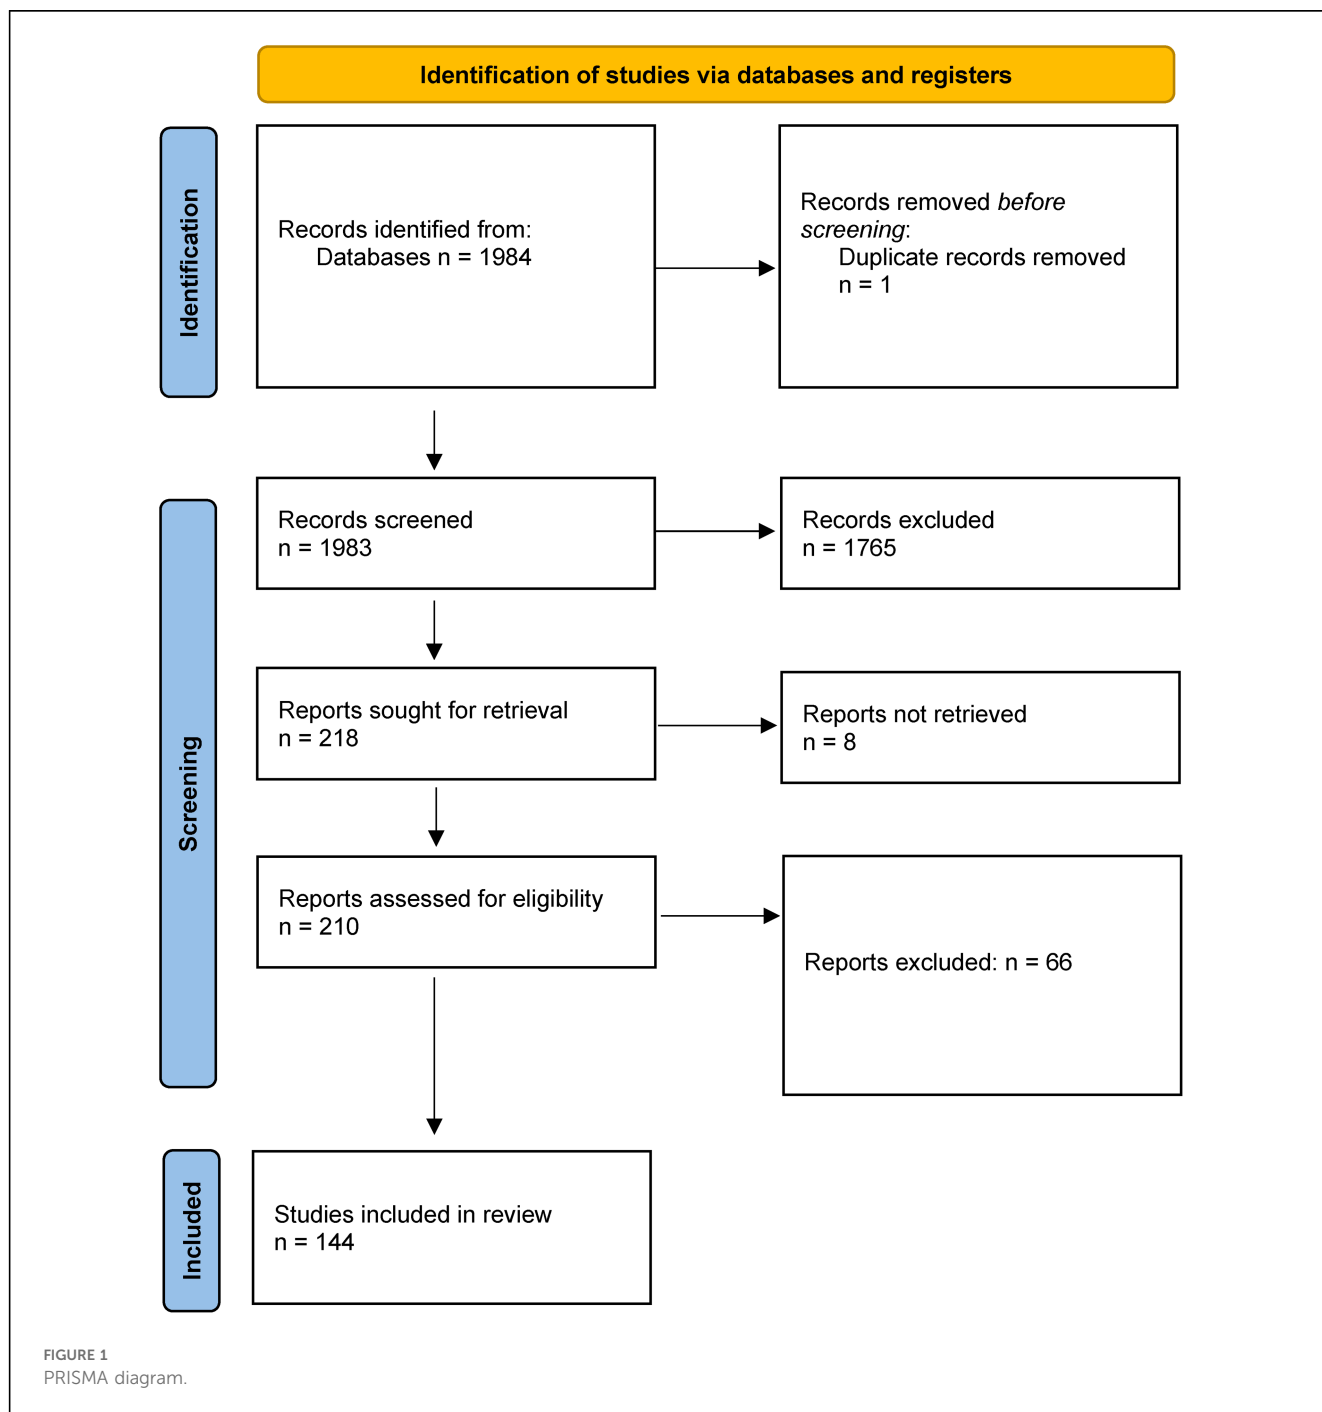 Identification of studies via databases and registers
Identification
Records identified from:
Databases n = 1984
Records removed before
screening:
Duplicate records removed
n = 1
Screening
Records screened
n = 1983
Records excluded
n = 1765
Reports sought for retrieval
n = 218
Reports not retrieved
n = 8
Reports assessed for eligibility
n = 210
Reports excluded: n = 66
Included
Studies included in review
n = 144
FIGURE 1
PRISMA diagram.